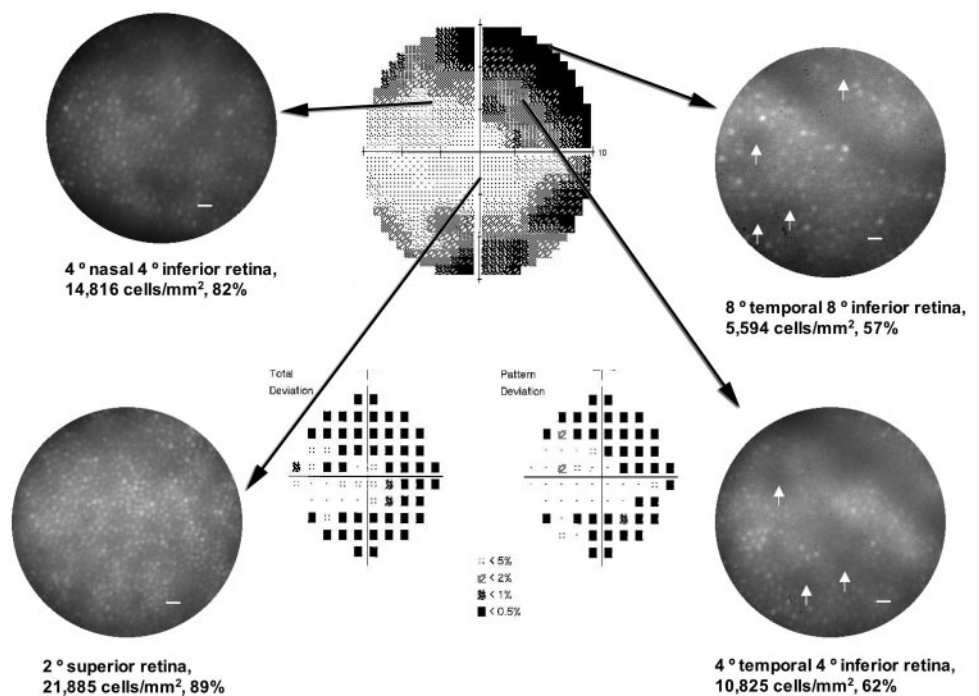 10
4 º nasal 4 º inferior retina,
14,816 cells/mm², 82%
8 º temporal 8 º inferior retina,
5,594 cells/mm², 57%
Total
Deviation
Pattern
Deviation
< 5%
< 2%
< 1%
< 0.5%
2 º superior retina,
21,885 cells/mm², 89%
4 º temporal 4 º inferior retina,
10,825 cells/mm², 62%